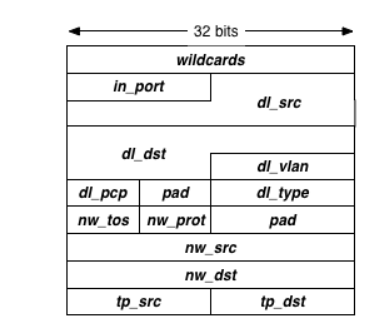 32 bits
wildcards
in_port
dl_src
dl_dst
dl_vlan
dl_pcp pad dl_type
nw_tos nw_prot pad
nw_src
nw_dst
tp_src tp_dst